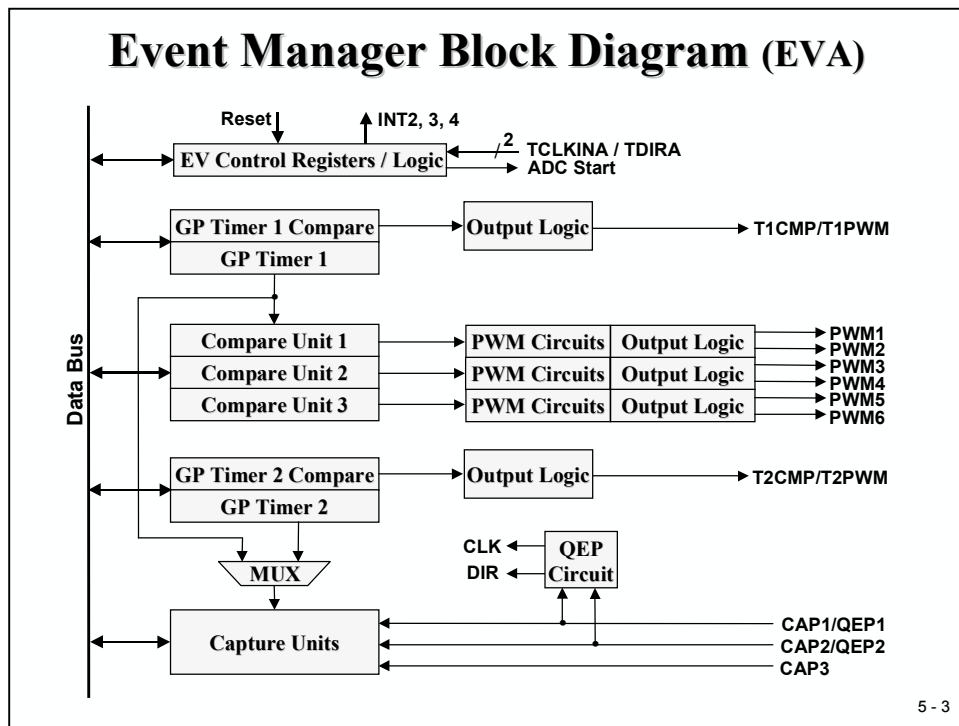 Event Manager Block Diagram (EVA)
Reset
INT2, 3, 4
2
TCLKINA / TDIRA
EV Control Registers / Logic
ADC Start
GP Timer 1 Compare
Output Logic
T1CMP/T1PWM
GP Timer 1
Data Bus
Compare Unit 1
PWM Circuits
Output Logic
PWM1
PWM2
Compare Unit 2
PWM Circuits
Output Logic
PWM3
PWM4
Compare Unit 3
PWM Circuits
Output Logic
PWM5
PWM6
GP Timer 2 Compare
Output Logic
T2CMP/T2PWM
GP Timer 2
CLK
DIR
QEP
Circuit
MUX
Capture Units
CAP1/QEP1
CAP2/QEP2
CAP3
5 - 3